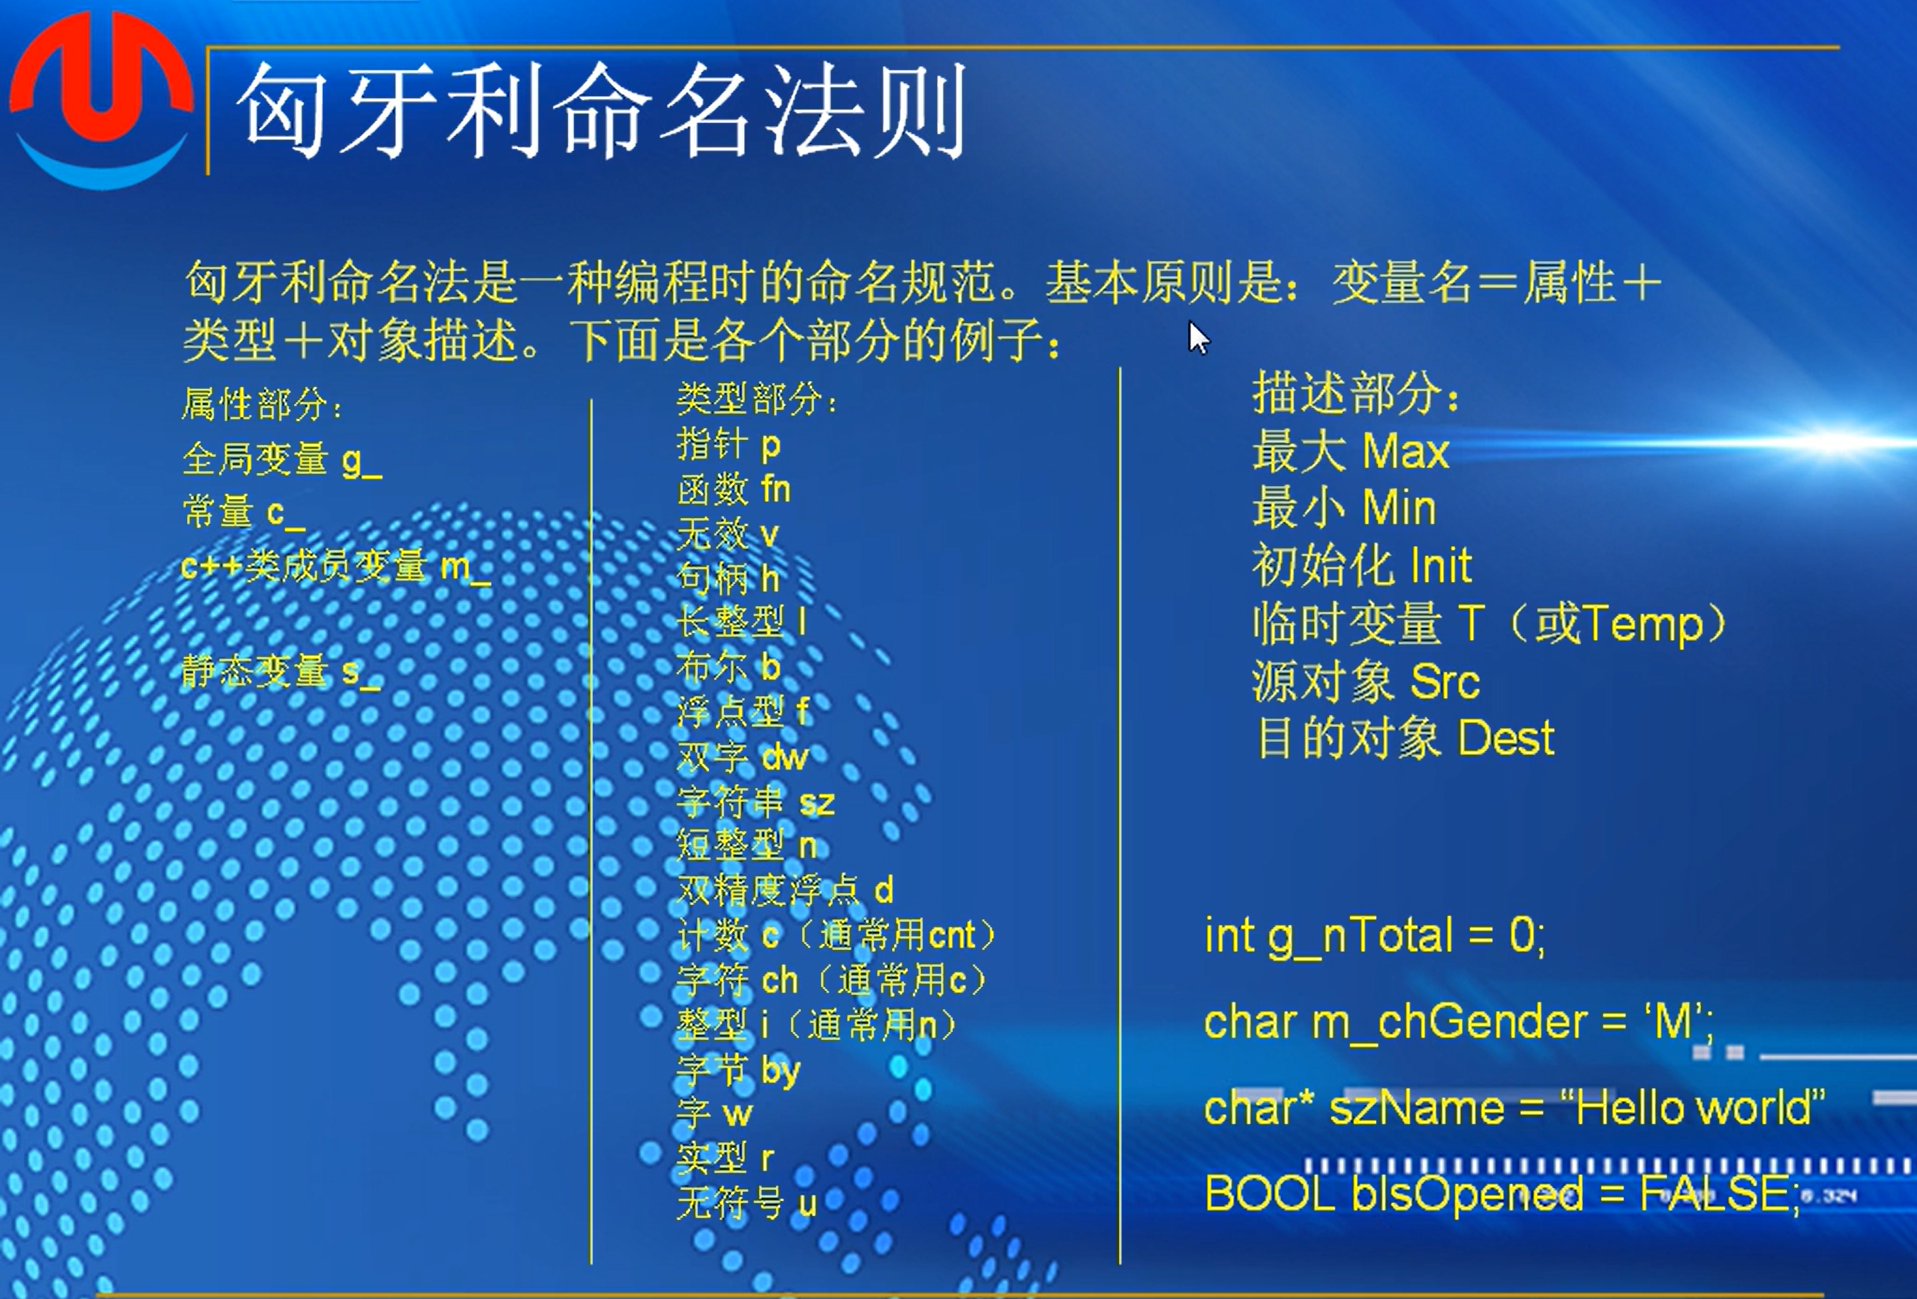 匈牙利命名法则
匈牙利命名法是一种编程时的命名规范。基本原则是：变量名＝属性＋
类型＋对象描述。下面是各个部分的例子：
属性部分：
全局变量 g_
常量 c_
c++类成员变量 m_
静态变量 s_
类型部分：
指针 p
函数 fn
无效 v
句柄 h
长整型 l
布尔 b
浮点型 f
双字 dw
字符串 sz
短整型 n
双精度浮点 d
计数 c（通常用cnt）
字符 ch（通常用c）
整型 i（通常用n）
字节 by
字 w
实型 r
无符号 u
描述部分：
最大 Max
最小 Min
初始化 Init
临时变量 T（或Temp）
源对象 Src
目的对象 Dest
int g_nTotal = 0;
char m_chGender = ‘M’;
char* szName = “Hello world”
BOOL bIsOpened = FALSE;